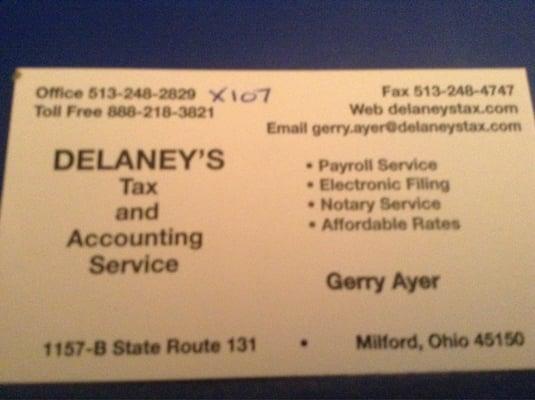 Office 513-248-2829 X107
Toll Free 888-218-3821
Fax 513-248-4747
Web delaneystax.com
Email gerry.ayer@delaneystax.com
DELANEY'S
Tax
and
Accounting
Service
• Payroll Service
• Electronic Filing
• Notary Service
• Affordable Rates
Gerry Ayer
1157-B State Route 131 • Milford, Ohio 45150